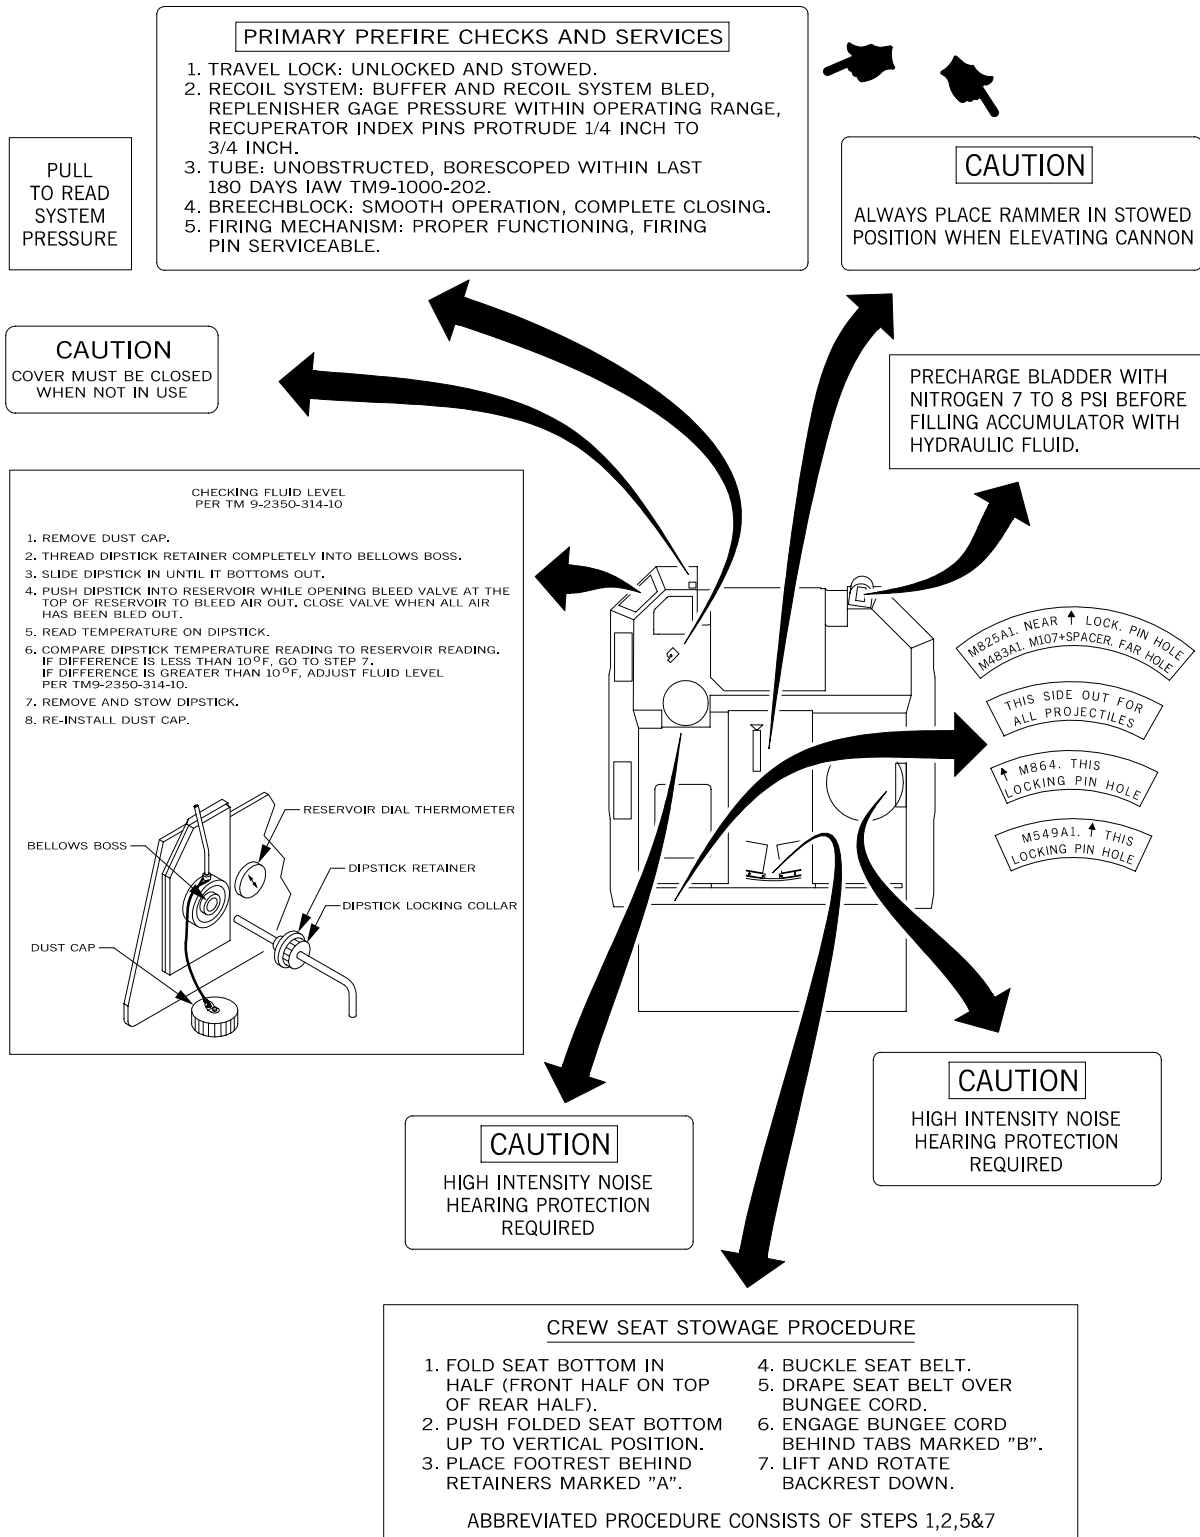 PRIMARY PREFIRE CHECKS AND SERVICES
1. TRAVEL LOCK: UNLOCKED AND STOWED.
2. RECOIL SYSTEM: BUFFER AND RECOIL SYSTEM BLED,
REPLENISHER GAGE PRESSURE WITHIN OPERATING RANGE,
RECUPERATOR INDEX PINS PROTRUDE 1/4 INCH TO
3/4 INCH.
3. TUBE: UNOBSTRUCTED, BORESCOPED WITHIN LAST
180 DAYS IAW TM9-1000-202.
4. BREECHBLOCK: SMOOTH OPERATION, COMPLETE CLOSING.
5. FIRING MECHANISM: PROPER FUNCTIONING, FIRING
PIN SERVICEABLE.
PULL
TO READ
SYSTEM
PRESSURE
CAUTION
ALWAYS PLACE RAMMER IN STOWED
POSITION WHEN ELEVATING CANNON
CAUTION
COVER MUST BE CLOSED
WHEN NOT IN USE
PRECHARGE BLADDER WITH
NITROGEN 7 TO 8 PSI BEFORE
FILLING ACCUMULATOR WITH
HYDRAULIC FLUID.
CHECKING FLUID LEVEL
PER TM 9-2350-314-10
1. REMOVE DUST CAP.
2. THREAD DIPSTICK RETAINER COMPLETELY INTO BELLOWS BOSS.
3. SLIDE DIPSTICK IN UNTIL IT BOTTOMS OUT.
4. PUSH DIPSTICK INTO RESERVOIR WHILE OPENING BLEED VALVE AT THE
TOP OF RESERVOIR TO BLEED AIR OUT. CLOSE VALVE WHEN ALL AIR
HAS BEEN BLED OUT.
5. READ TEMPERATURE ON DIPSTICK.
6. COMPARE DIPSTICK TEMPERATURE READING TO RESERVOIR READING.
IF DIFFERENCE IS LESS THAN 10°F, GO TO STEP 7.
IF DIFFERENCE IS GREATER THAN 10°F, ADJUST FLUID LEVEL
PER TM9-2350-314-10.
7. REMOVE AND STOW DIPSTICK.
8. RE-INSTALL DUST CAP.
RESERVOIR DIAL THERMOMETER
BELLOWS BOSS
DIPSTICK RETAINER
DIPSTICK LOCKING COLLAR
DUST CAP
M825A1. NEAR ↑ LOCK. PIN HOLE
M483A1. M107+SPACER. FAR HOLE
THIS SIDE OUT FOR
ALL PROJECTILES
↑ M864. THIS
LOCKING PIN HOLE
M549A1. ↑ THIS
LOCKING PIN HOLE
CAUTION
HIGH INTENSITY NOISE
HEARING PROTECTION
REQUIRED
CAUTION
HIGH INTENSITY NOISE
HEARING PROTECTION
REQUIRED
CREW SEAT STOWAGE PROCEDURE
1. FOLD SEAT BOTTOM IN
HALF (FRONT HALF ON TOP
OF REAR HALF).
2. PUSH FOLDED SEAT BOTTOM
UP TO VERTICAL POSITION.
3. PLACE FOOTREST BEHIND
RETAINERS MARKED "A".
4. BUCKLE SEAT BELT.
5. DRAPE SEAT BELT OVER
BUNGEE CORD.
6. ENGAGE BUNGEE CORD
BEHIND TABS MARKED "B".
7. LIFT AND ROTATE
BACKREST DOWN.
ABBREVIATED PROCEDURE CONSISTS OF STEPS 1,2,5&7